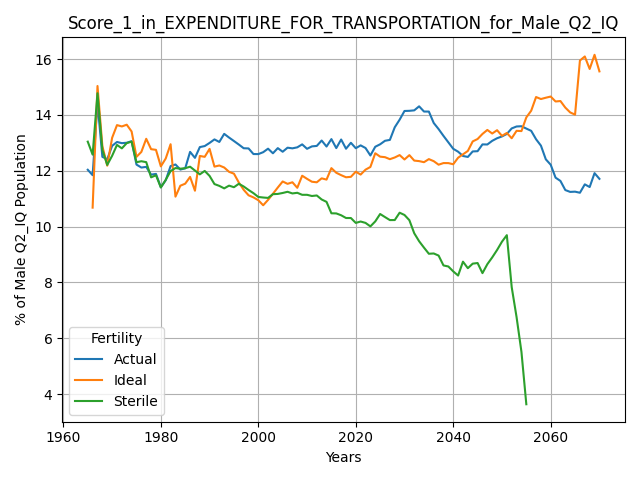 Score_1_in_EXPENDITURE_FOR_TRANSPORTATION_for_Male_Q2_IQ
% of Male Q2_IQ Population
16
14
12
10
8
6
4
Fertility
Actual
Ideal
Sterile
1960 1980 2000 2020 2040 2060
Years